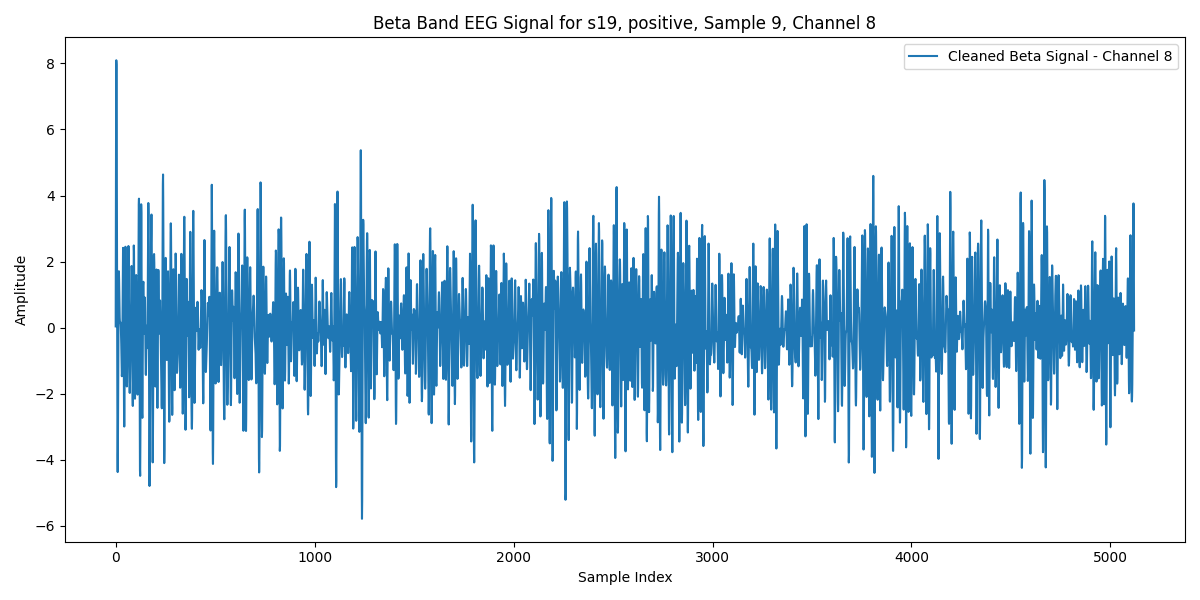 Beta Band EEG Signal for s19, positive, Sample 9, Channel 8
Cleaned Beta Signal - Channel 8
8
6
4
2
0
−2
−4
−6
Amplitude
0 1000 2000 3000 4000 5000
Sample Index